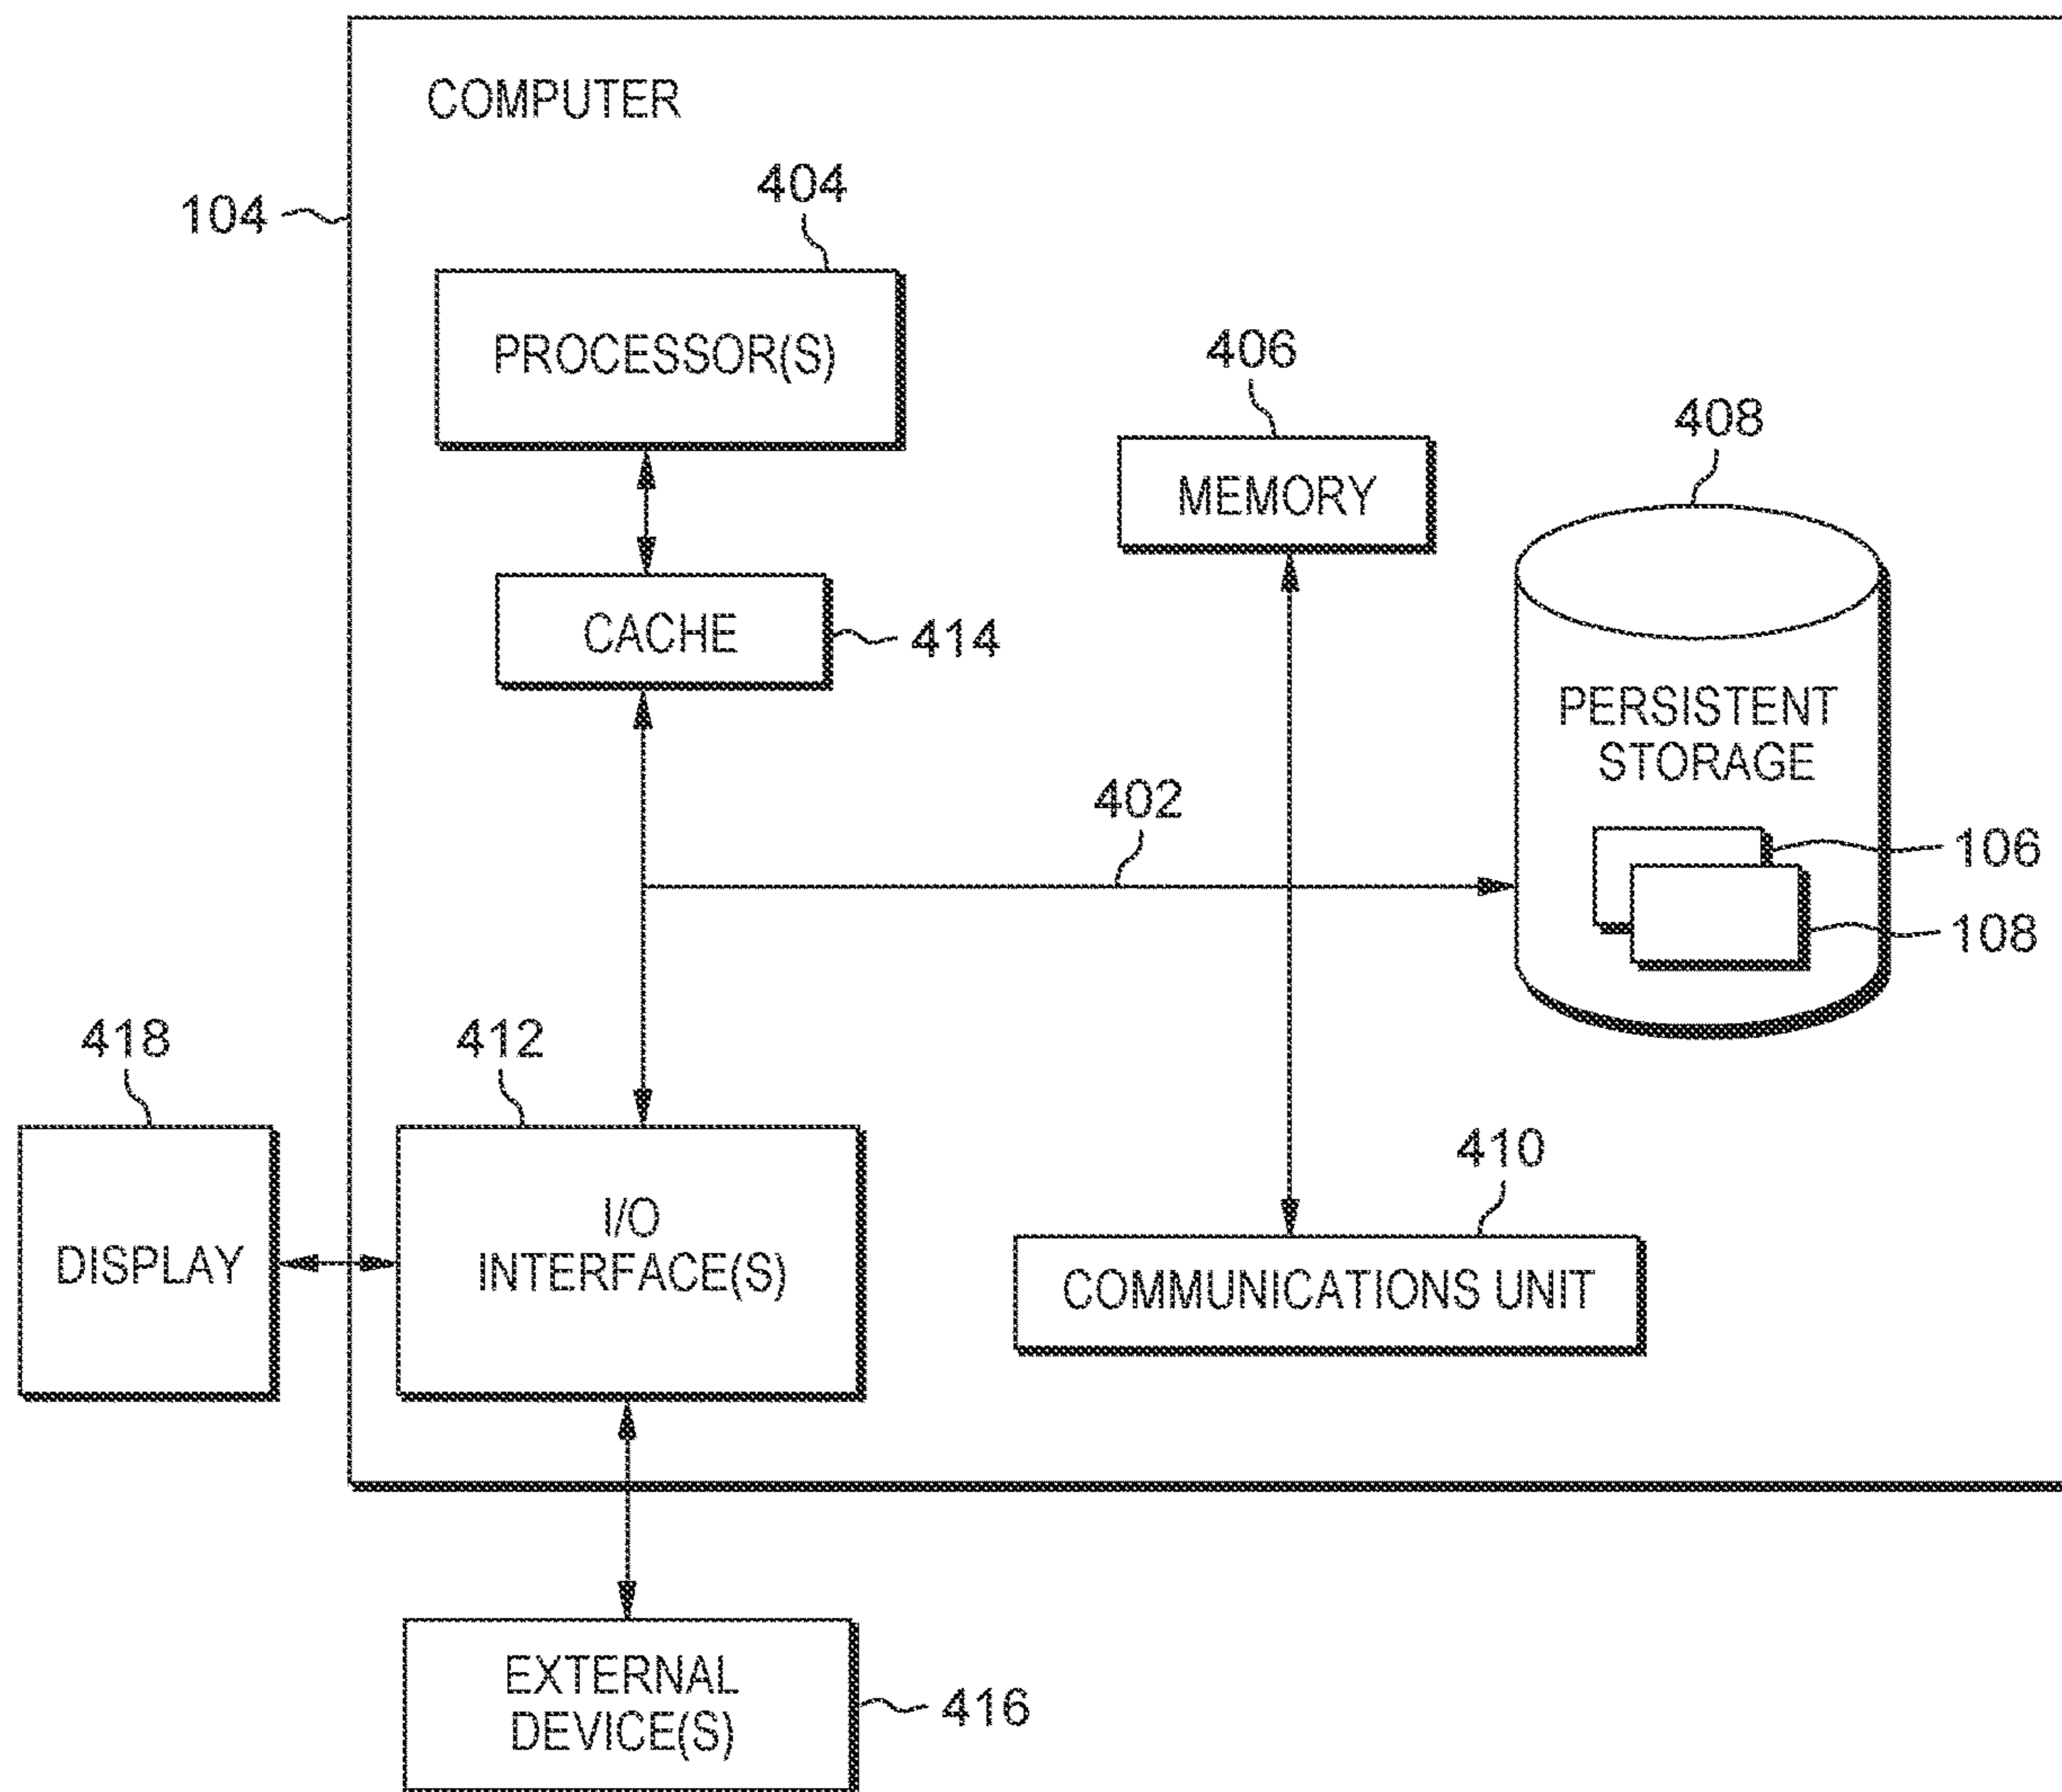 COMPUTER
404
104
PROCESSOR(S)
406
408
MEMORY
CACHE
414
PERSISTENT
STORAGE
402
106
108
418
412
410
DISPLAY
I/O
INTERFACE(S)
COMMUNICATIONS UNIT
EXTERNAL
DEVICE(S)
416